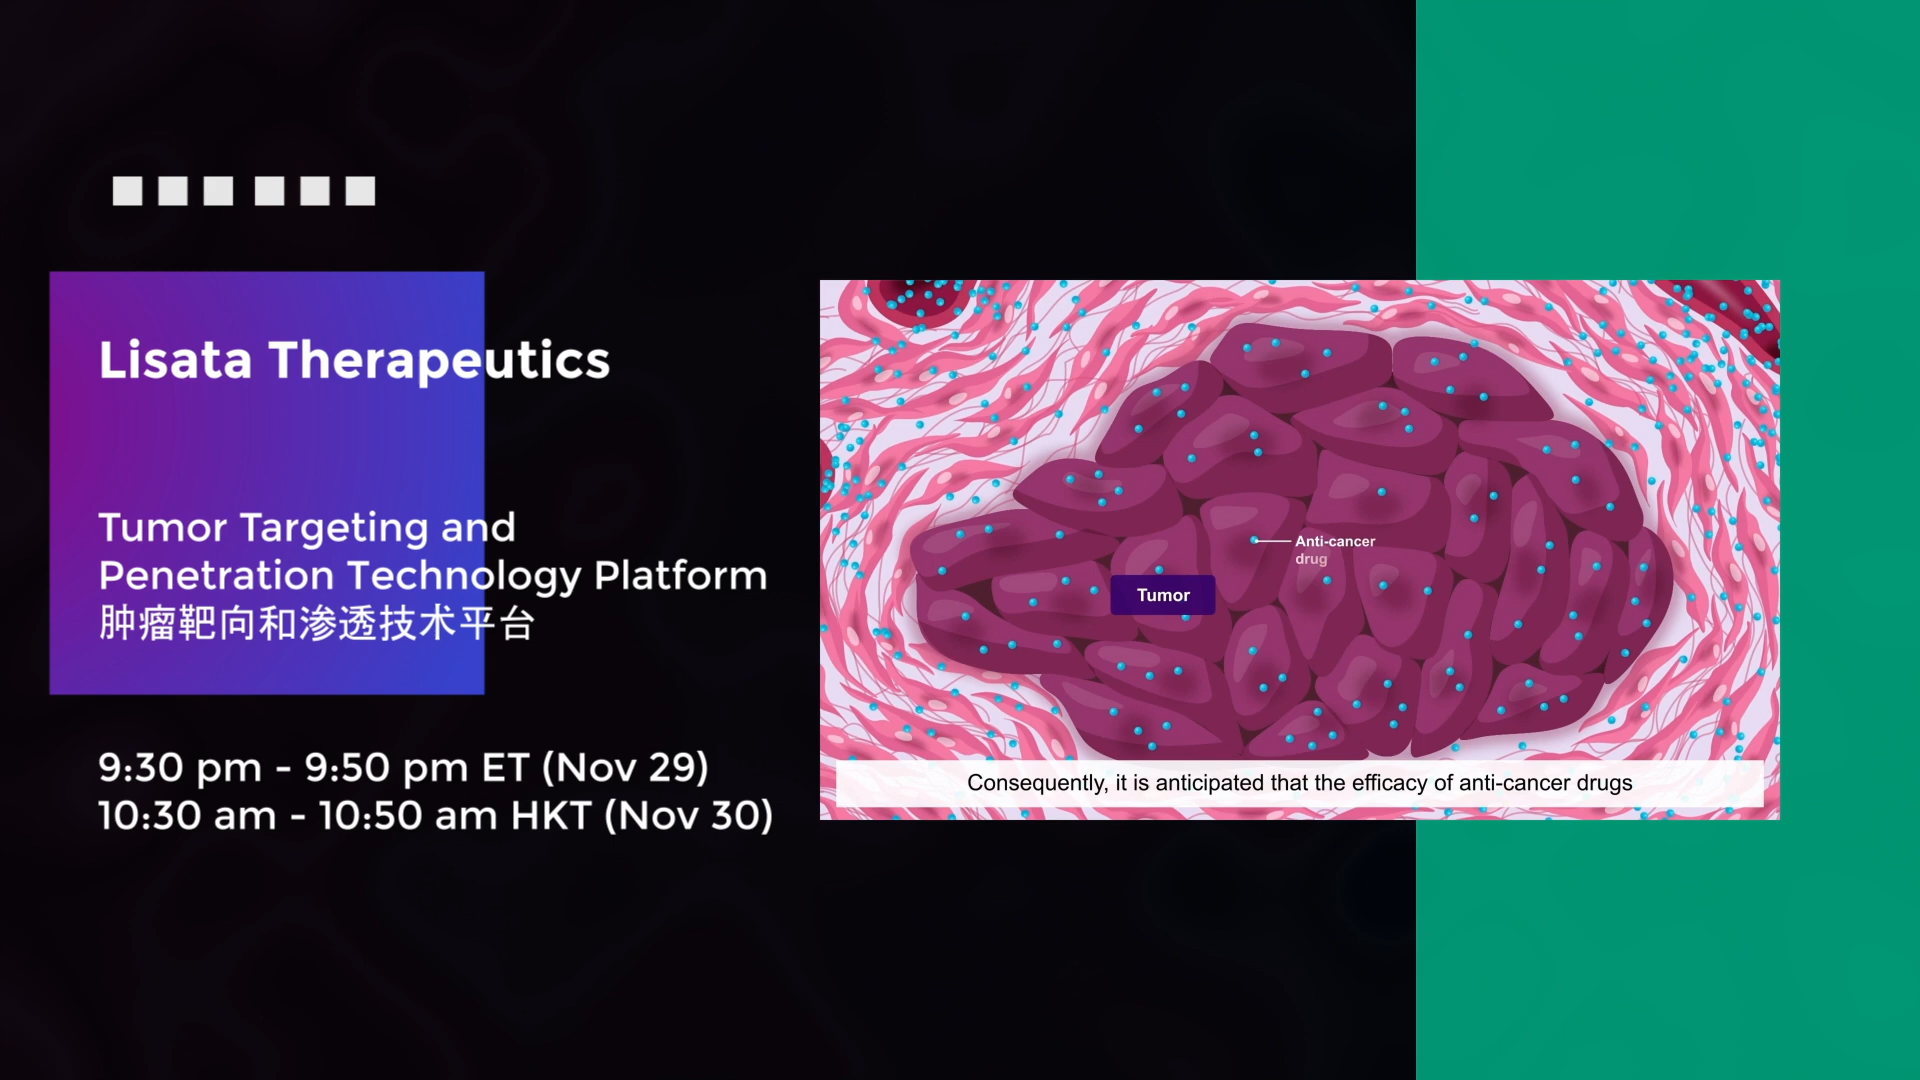 Lisata Therapeutics
Tumor Targeting and
Penetration Technology Platform
肿瘤靶向和渗透技术平台
9:30 pm - 9:50 pm ET (Nov 29)
10:30 am - 10:50 am HKT (Nov 30)
Anti-cancer
drug
Tumor
Consequently, it is anticipated that the efficacy of anti-cancer drugs